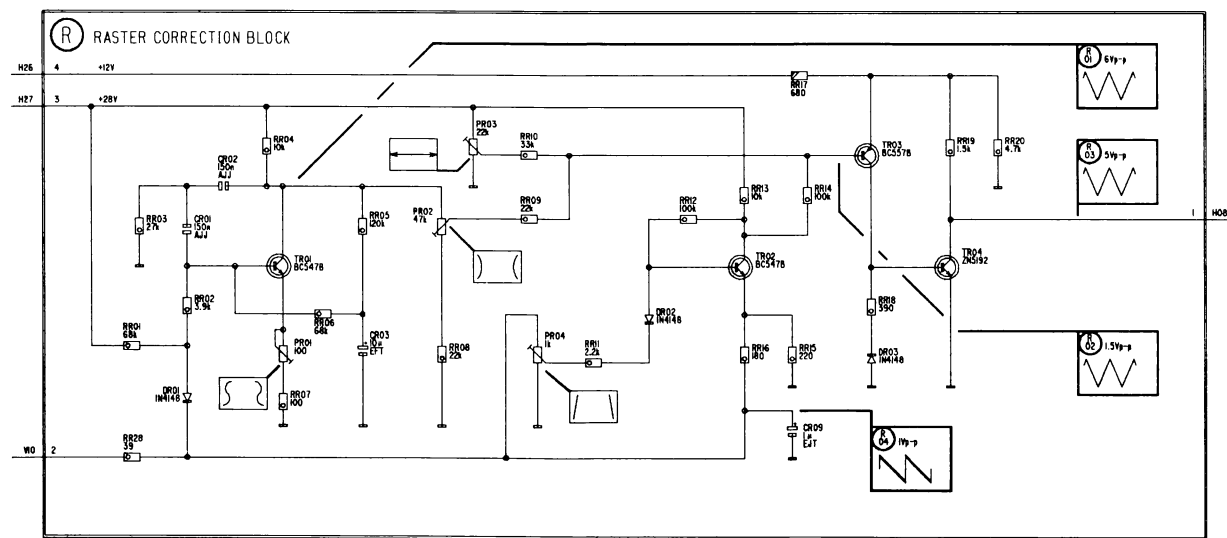 R RASTER CORRECTION BLOCK
R 01 6Vp-p
H26 4 +12V
RR17 680
H27 3 +28V
PR03 22k
RR10 33k
RR04 10k
CR02 150n AJJ
TR03 BC557B
RR19 1.5k
RR20 4.7k
R 03 5Vp-p
RR03 27k
CR01 150n AJJ
RR05 120k
PR02 47k
RR09 22k
RR12 100k
RR13 10k
RR14 100k
1 H08
TR01 BC547B
TR02 BC547B
TR04 2N5192
RR02 3.9k
RR06 68k
DR02 1N4148
RR18 390
RR01 68k
PR01 100
CR03 10µ EFT
RR08 22k
PR04 1k
RR11 2.2k
RR16 180
RR15 220
DR03 1N4148
R 02 1.5Vp-p
DR01 1N4148
RR07 100
CR09 1µ EJT
R 04 1Vp-p
V10 2
RR28 39